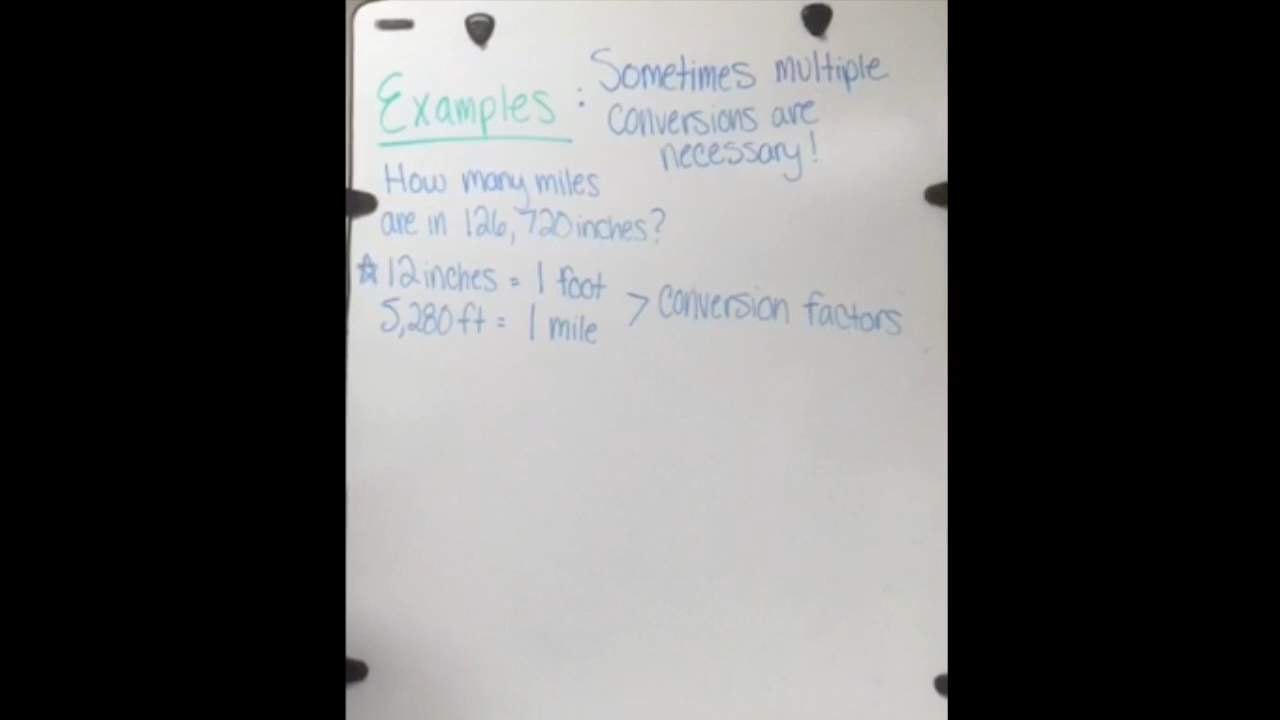 Examples : Sometimes multiple
conversions are
necessary!
How many miles
are in 126,720 inches?
☆ 12 inches = 1 foot
5,280 ft = 1 mile > conversion factors